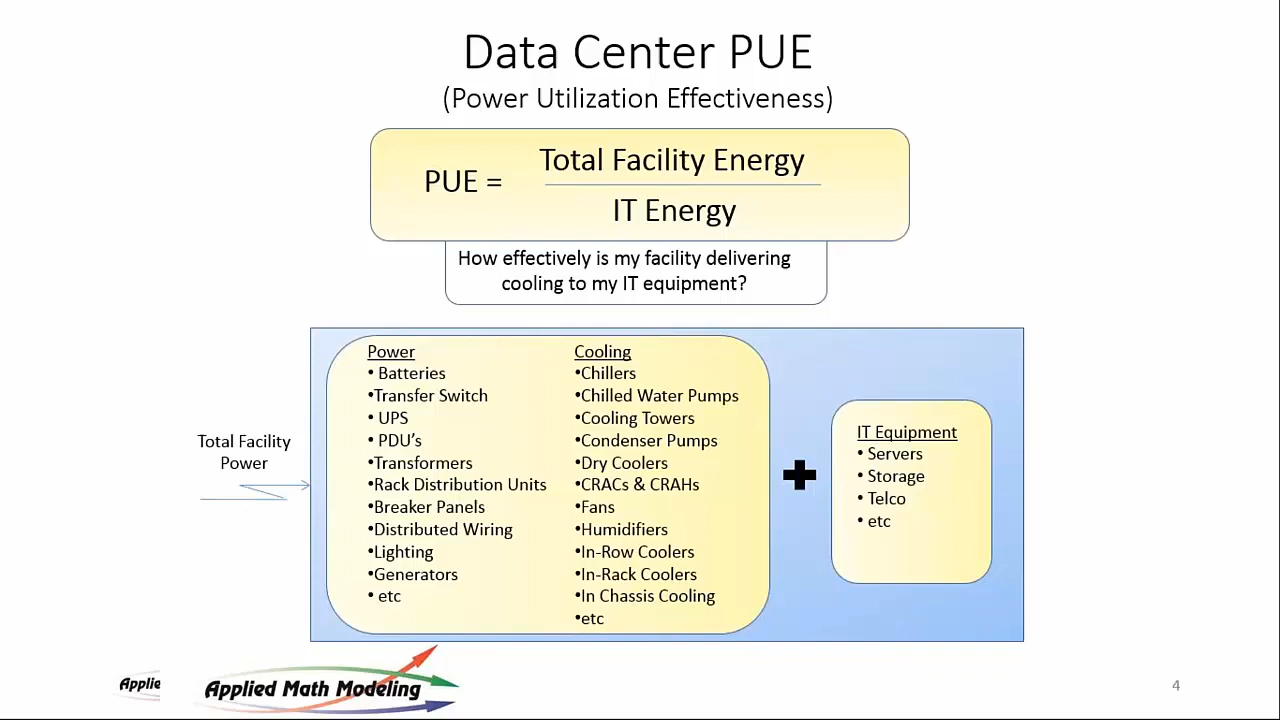 Data Center PUE
(Power Utilization Effectiveness)
PUE =
Total Facility Energy
IT Energy
How effectively is my facility delivering
cooling to my IT equipment?
Total Facility
Power
Power
• Batteries
•Transfer Switch
• UPS
• PDU’s
•Transformers
•Rack Distribution Units
•Breaker Panels
•Distributed Wiring
•Lighting
•Generators
• etc
Cooling
•Chillers
•Chilled Water Pumps
•Cooling Towers
•Condenser Pumps
•Dry Coolers
•CRACs & CRAHs
•Fans
•Humidifiers
•In-Row Coolers
•In-Rack Coolers
•In Chassis Cooling
•etc
IT Equipment
• Servers
• Storage
• Telco
• etc
Applie
Applied Math Modeling
4